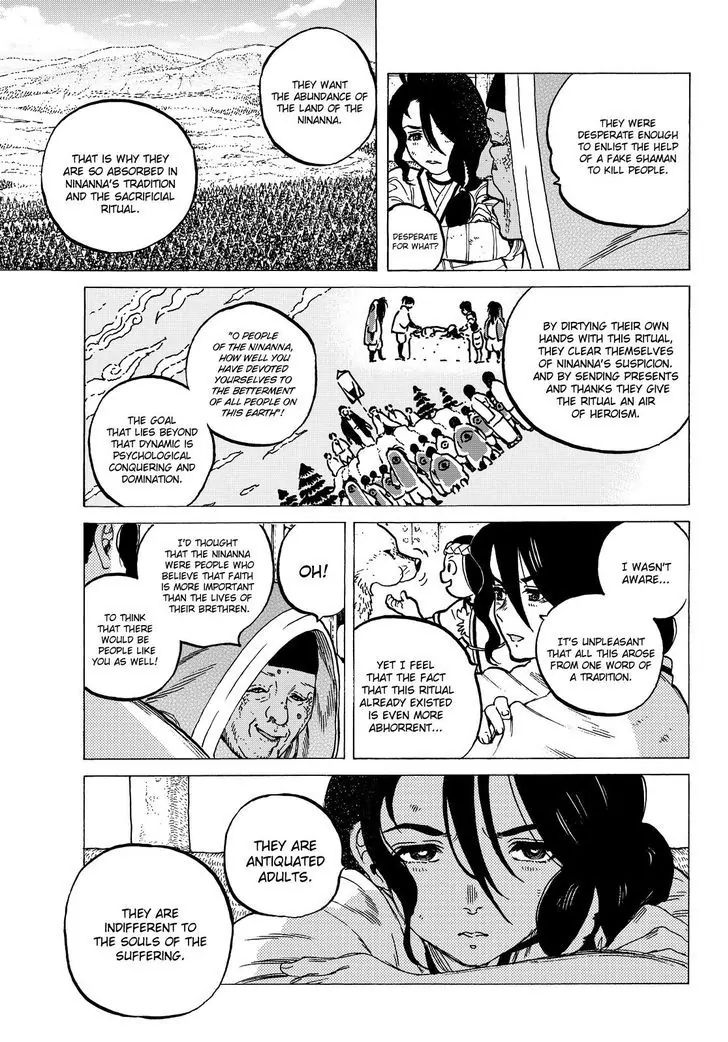 THEY WERE
DESPERATE ENOUGH
TO ENLIST THE HELP
OF A FAKE SHAMAN
TO KILL PEOPLE.
DESPERATE
FOR WHAT?
THEY WANT
THE ABUNDANCE
OF THE LAND OF THE
NINANNA.
THAT IS WHY THEY
ARE SO ABSORBED IN
NINANNA'S TRADITION
AND THE SACRIFICIAL
RITUAL.
BY DIRTYING THEIR OWN
HANDS WITH THIS RITUAL,
THEY CLEAR THEMSELVES
OF NINANNA'S SUSPICION.
AND BY SENDING PRESENTS
AND THANKS THEY GIVE
THE RITUAL AN AIR
OF HEROISM.
"O PEOPLE
OF THE NINANNA,
HOW WELL YOU
HAVE DEVOTED
YOURSELVES TO
THE BETTERMENT
OF ALL PEOPLE ON
THIS EARTH"!
THE GOAL
THAT LIES BEYOND
THAT DYNAMIC IS
PSYCHOLOGICAL
CONQUERING AND
DOMINATION.
I WASN'T
AWARE...
IT'S UNPLEASANT
THAT ALL THIS AROSE
FROM ONE WORD OF
A TRADITION.
YET I FEEL
THAT THE FACT
THAT THIS RITUAL
ALREADY EXISTED
IS EVEN MORE
ABHORRENT...
OH!
I'D THOUGHT
THAT THE NINANNA
WERE PEOPLE WHO
BELIEVE THAT FAITH
IS MORE IMPORTANT
THAN THE LIVES OF
THEIR BRETHREN.
TO THINK
THAT THERE
WOULD BE
PEOPLE LIKE
YOU AS WELL!
THEY ARE
ANTIQUATED
ADULTS.
THEY ARE
INDIFFERENT TO
THE SOULS OF THE
SUFFERING.